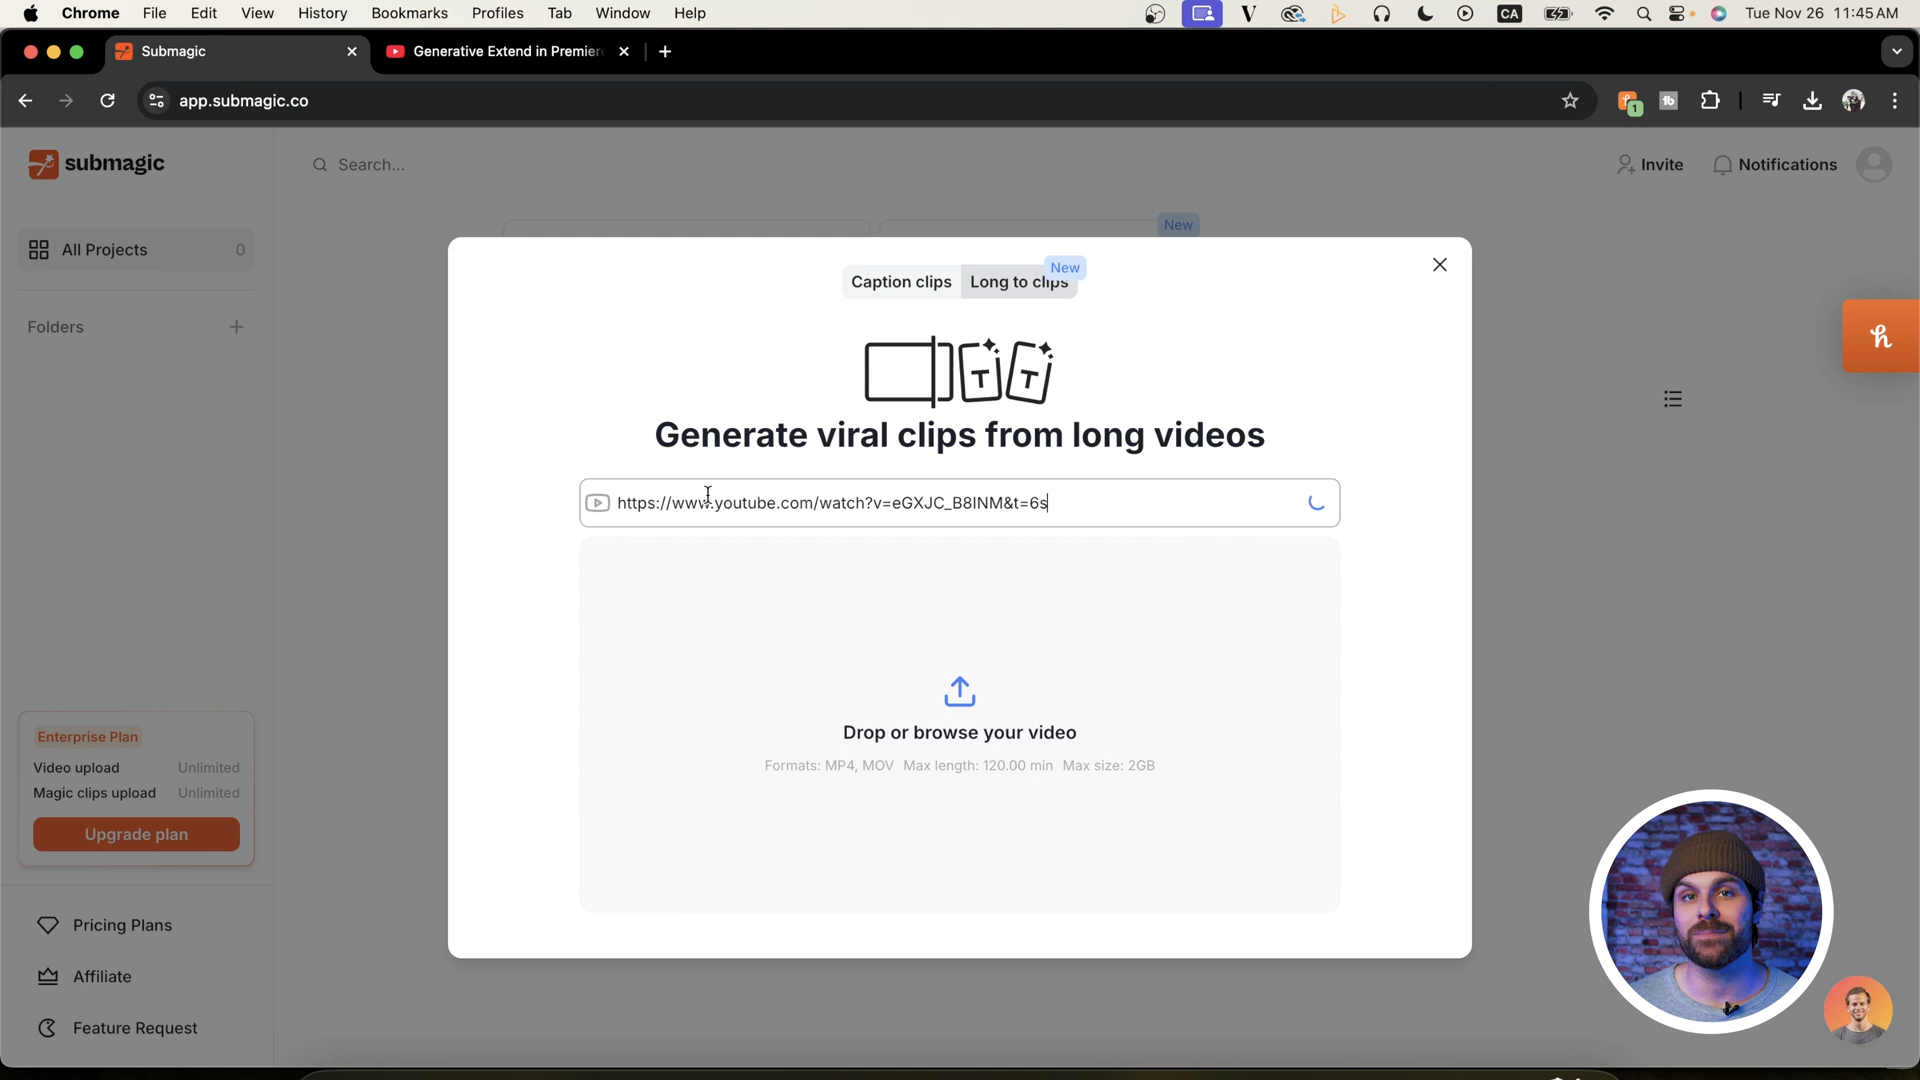 Chrome File Edit View History Bookmarks Profiles Tab Window Help CA Tue Nov 26 11:45 AM
Submagic
Generative Extend in Premier
app.submagic.co
1
tb
submagic
Search...
Invite
Notifications
All Projects 0
Folders
New
Caption clips
Long to clips
New
T T
Generate viral clips from long videos
https://www.youtube.com/watch?v=eGXJC_B8INM&t=6s
Drop or browse your video
Formats: MP4, MOV Max length: 120.00 min Max size: 2GB
h
Enterprise Plan
Video upload Unlimited
Magic clips upload Unlimited
Upgrade plan
Pricing Plans
Affiliate
Feature Request